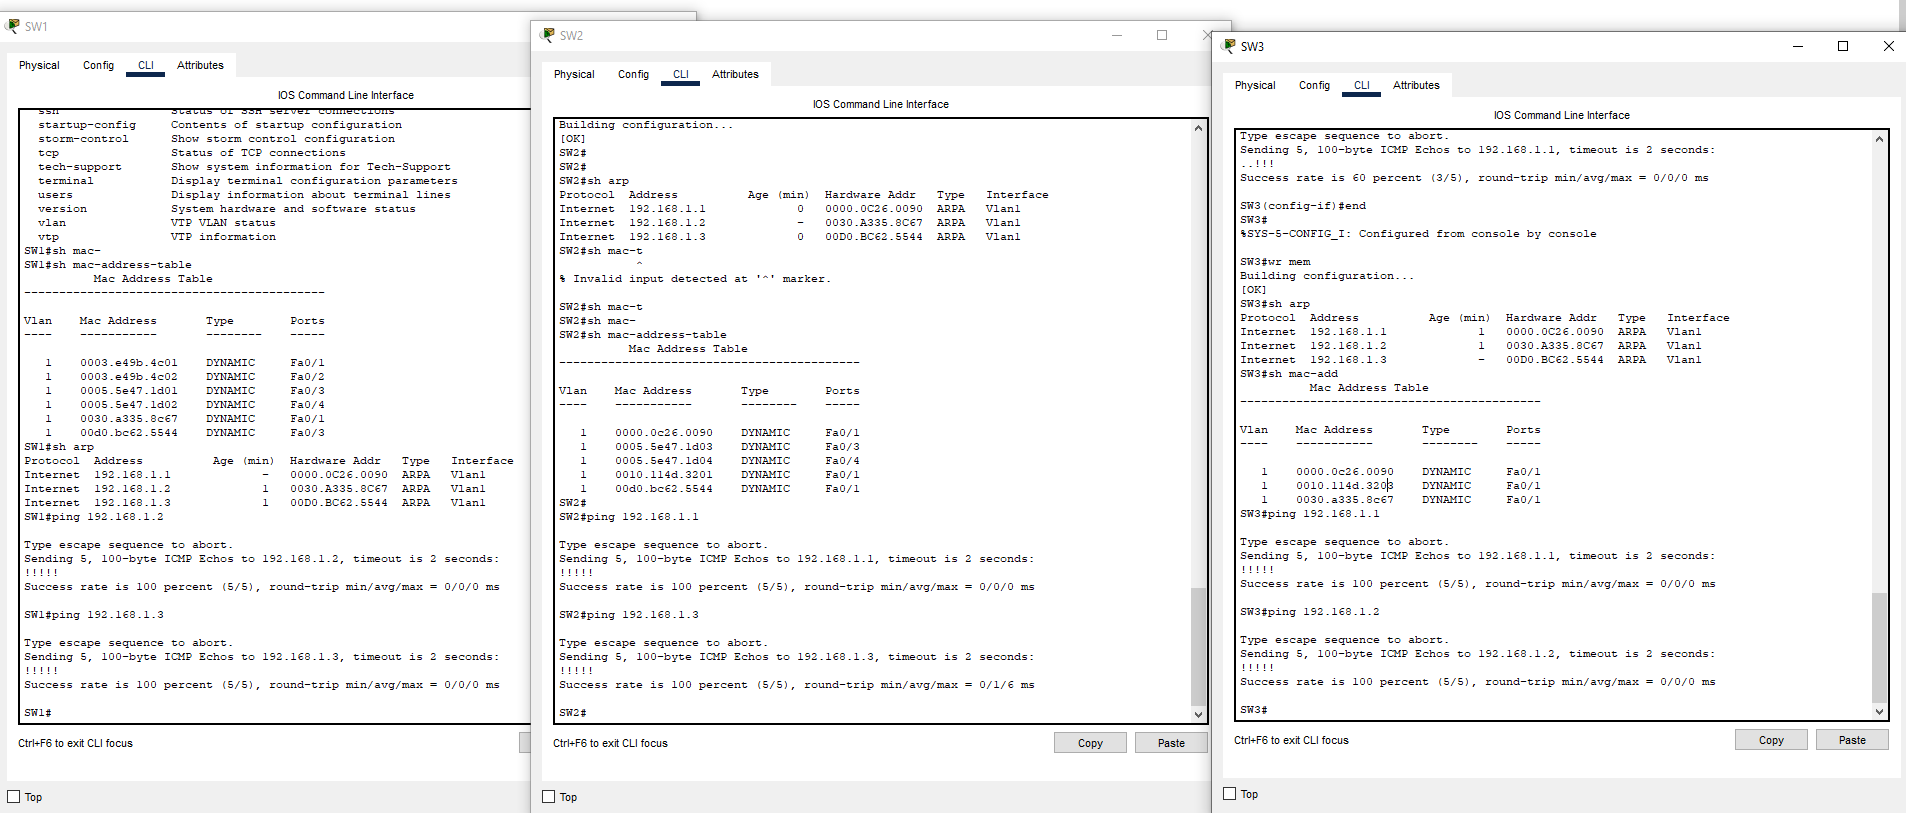 SW1
Physical Config CLI Attributes
IOS Command Line Interface
ssh Status of SSH server connections
startup-config Contents of startup configuration
storm-control Show storm control configuration
tcp Status of TCP connections
tech-support Show system information for Tech-Support
terminal Display terminal configuration parameters
users Display information about terminal lines
version System hardware and software status
vlan VTP VLAN status
vtp VTP information
SW1#sh mac-
SW1#sh mac-address-table
Mac Address Table
-------------------------------------------
Vlan Mac Address Type Ports
---- ----------- -------- -----
1 0003.e49b.4c01 DYNAMIC Fa0/1
1 0003.e49b.4c02 DYNAMIC Fa0/2
1 0005.5e47.1d01 DYNAMIC Fa0/3
1 0005.5e47.1d02 DYNAMIC Fa0/4
1 0030.a335.8c67 DYNAMIC Fa0/1
1 00d0.bc62.5544 DYNAMIC Fa0/3
SW1#sh arp
Protocol Address Age (min) Hardware Addr Type Interface
Internet 192.168.1.1 - 0000.0C26.0090 ARPA Vlan1
Internet 192.168.1.2 1 0030.A335.8C67 ARPA Vlan1
Internet 192.168.1.3 1 00D0.BC62.5544 ARPA Vlan1
SW1#ping 192.168.1.2
Type escape sequence to abort.
Sending 5, 100-byte ICMP Echos to 192.168.1.2, timeout is 2 seconds:
!!!!!
Success rate is 100 percent (5/5), round-trip min/avg/max = 0/0/0 ms
SW1#ping 192.168.1.3
Type escape sequence to abort.
Sending 5, 100-byte ICMP Echos to 192.168.1.3, timeout is 2 seconds:
!!!!!
Success rate is 100 percent (5/5), round-trip min/avg/max = 0/0/0 ms
SW1#
Ctrl+F6 to exit CLI focus
Top
SW2
Physical Config CLI Attributes
IOS Command Line Interface
Building configuration...
[OK]
SW2#
SW2#
SW2#sh arp
Protocol Address Age (min) Hardware Addr Type Interface
Internet 192.168.1.1 0 0000.0C26.0090 ARPA Vlan1
Internet 192.168.1.2 - 0030.A335.8C67 ARPA Vlan1
Internet 192.168.1.3 0 00D0.BC62.5544 ARPA Vlan1
SW2#sh mac-t
^
% Invalid input detected at '^' marker.
SW2#sh mac-t
SW2#sh mac-
SW2#sh mac-address-table
Mac Address Table
-------------------------------------------
Vlan Mac Address Type Ports
---- ----------- -------- -----
1 0000.0c26.0090 DYNAMIC Fa0/1
1 0005.5e47.1d03 DYNAMIC Fa0/3
1 0005.5e47.1d04 DYNAMIC Fa0/4
1 0010.114d.3201 DYNAMIC Fa0/1
1 00d0.bc62.5544 DYNAMIC Fa0/1
SW2#
SW2#ping 192.168.1.1
Type escape sequence to abort.
Sending 5, 100-byte ICMP Echos to 192.168.1.1, timeout is 2 seconds:
!!!!!
Success rate is 100 percent (5/5), round-trip min/avg/max = 0/0/0 ms
SW2#ping 192.168.1.3
Type escape sequence to abort.
Sending 5, 100-byte ICMP Echos to 192.168.1.3, timeout is 2 seconds:
!!!!!
Success rate is 100 percent (5/5), round-trip min/avg/max = 0/1/6 ms
SW2#
Ctrl+F6 to exit CLI focus
Copy Paste
Top
SW3
Physical Config CLI Attributes
IOS Command Line Interface
Type escape sequence to abort.
Sending 5, 100-byte ICMP Echos to 192.168.1.1, timeout is 2 seconds:
..!!!
Success rate is 60 percent (3/5), round-trip min/avg/max = 0/0/0 ms
SW3(config-if)#end
SW3#
%SYS-5-CONFIG_I: Configured from console by console
SW3#wr mem
Building configuration...
[OK]
SW3#sh arp
Protocol Address Age (min) Hardware Addr Type Interface
Internet 192.168.1.1 1 0000.0C26.0090 ARPA Vlan1
Internet 192.168.1.2 1 0030.A335.8C67 ARPA Vlan1
Internet 192.168.1.3 - 00D0.BC62.5544 ARPA Vlan1
SW3#sh mac-add
Mac Address Table
-------------------------------------------
Vlan Mac Address Type Ports
---- ----------- -------- -----
1 0000.0c26.0090 DYNAMIC Fa0/1
1 0010.114d.3203 DYNAMIC Fa0/1
1 0030.a335.8c67 DYNAMIC Fa0/1
SW3#ping 192.168.1.1
Type escape sequence to abort.
Sending 5, 100-byte ICMP Echos to 192.168.1.1, timeout is 2 seconds:
!!!!!
Success rate is 100 percent (5/5), round-trip min/avg/max = 0/0/0 ms
SW3#ping 192.168.1.2
Type escape sequence to abort.
Sending 5, 100-byte ICMP Echos to 192.168.1.2, timeout is 2 seconds:
!!!!!
Success rate is 100 percent (5/5), round-trip min/avg/max = 0/0/0 ms
SW3#
Ctrl+F6 to exit CLI focus
Copy Paste
Top